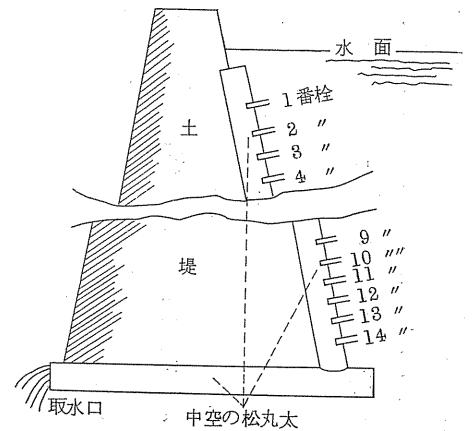 水面
1番栓
2 〃
3 〃
4 〃
土
9 〃
10 〃〃
11 〃
12 〃
13 〃
14 〃
堤
取水口
中空の松丸太